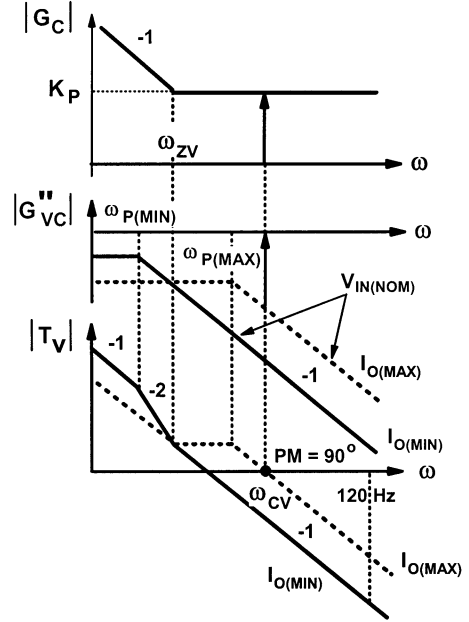 |G_C|
-1
K_P
ω_ZV
ω
|G''_VC|
ω_P(MIN)
ω
ω_P(MAX)
V_IN(NOM)
|T_V|
-1
-2
-1
I_O(MAX)
I_O(MIN)
PM = 90°
ω
ω_CV
120 Hz
-1
I_O(MAX)
I_O(MIN)